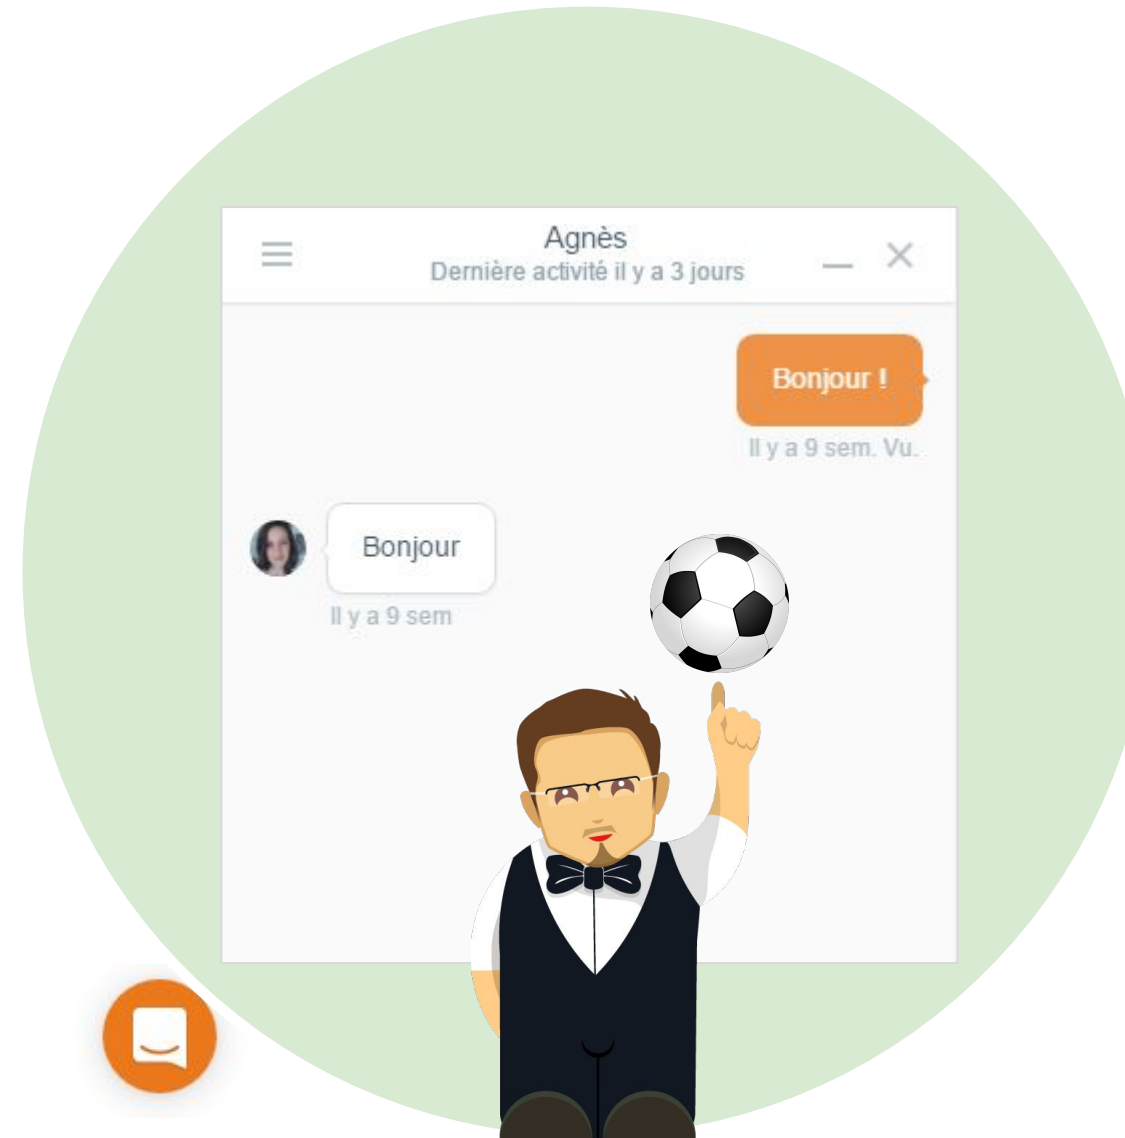 Agnès
Dernière activité il y a 3 jours
Bonjour !
Il y a 9 sem. Vu.
Bonjour
Il y a 9 sem